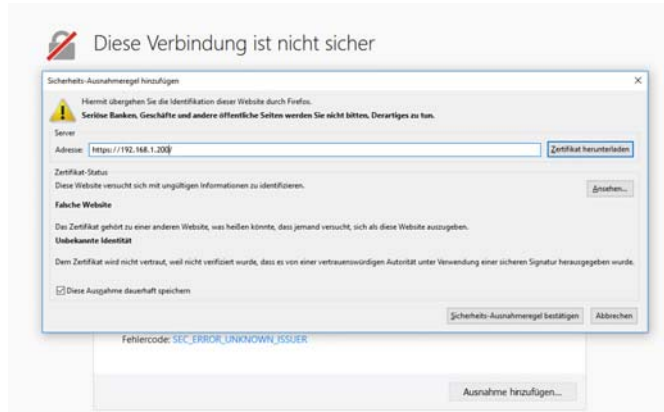 Diese Verbindung ist nicht sicher
Sicherheits-Ausnahmeregel hinzufügen
Hiermit übergehen Sie die Identifikation dieser Website durch Firefox.
Seriöse Banken, Geschäfte und andere öffentliche Seiten werden Sie nicht bitten, Derartiges zu tun.
Server
Adresse: https://192.168.1.200/ Zertifikat herunterladen
Zertifikat-Status
Diese Website versucht sich mit ungültigen Informationen zu identifizieren. Ansehen...
Falsche Website
Das Zertifikat gehört zu einer anderen Website, was heißen könnte, dass jemand versucht, sich als diese Website auszugeben.
Unbekannte Identität
Dem Zertifikat wird nicht vertraut, weil nicht verifiziert wurde, dass es von einer vertrauenswürdigen Autorität unter Verwendung einer sicheren Signatur herausgegeben wurde.
Diese Ausnahme dauerhaft speichern
Sicherheits-Ausnahmeregel bestätigen Abbrechen
Fehlercode: SEC_ERROR_UNKNOWN_ISSUER
Ausnahme hinzufügen...